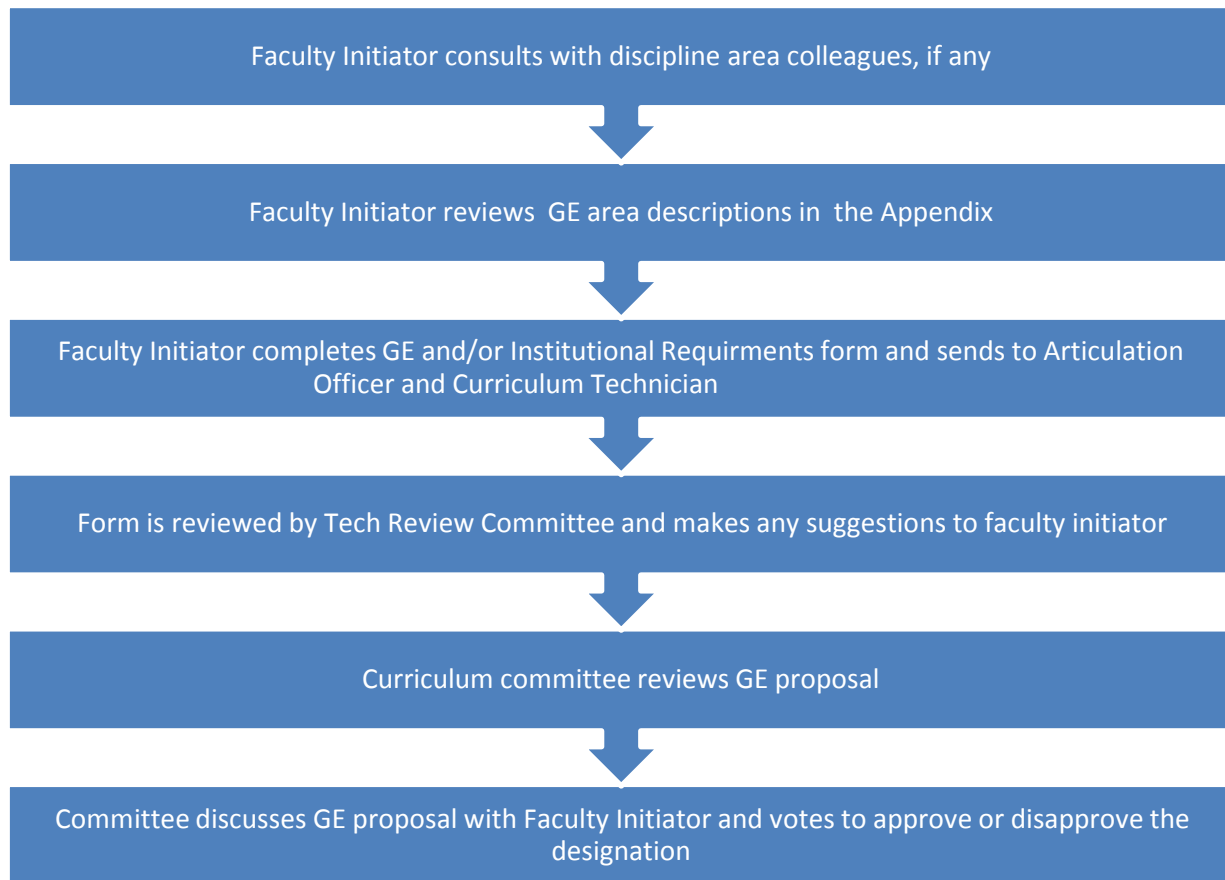 Faculty Initiator consults with discipline area colleagues, if any
Faculty Initiator reviews  GE area descriptions in  the Appendix
Faculty Initiator completes GE and/or Institutional Requirments form and sends to Articulation
Officer and Curriculum Technician
Form is reviewed by Tech Review Committee and makes any suggestions to faculty initiator
Curriculum committee reviews GE proposal
Committee discusses GE proposal with Faculty Initiator and votes to approve or disapprove the
designation